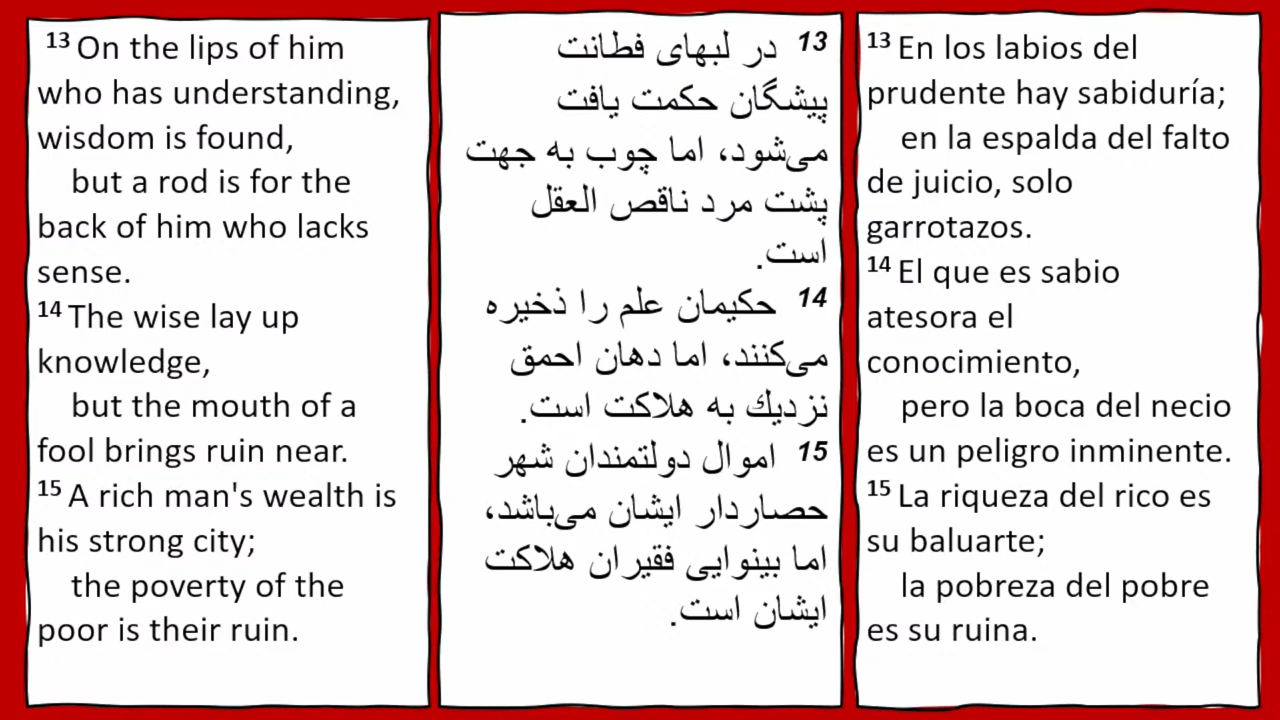 13 On the lips of him
who has understanding,
wisdom is found,
but a rod is for the
back of him who lacks
sense.
14 The wise lay up
knowledge,
but the mouth of a
fool brings ruin near.
15 A rich man's wealth is
his strong city;
the poverty of the
poor is their ruin.
13 در لبهای فطانت
پیشگان حکمت یافت
می‌شود، اما چوب به جهت
پشت مرد ناقص العقل
است.
14 حکیمان علم را ذخیره
می‌کنند، اما دهان احمق
نزدیك به هلاکت است.
15 اموال دولتمندان شهر
حصاردار ایشان می‌باشد،
اما بینوایی فقیران هلاکت
ایشان است.
13 En los labios del
prudente hay sabiduría;
en la espalda del falto
de juicio, solo
garrotazos.
14 El que es sabio
atesora el
conocimiento,
pero la boca del necio
es un peligro inminente.
15 La riqueza del rico es
su baluarte;
la pobreza del pobre
es su ruina.